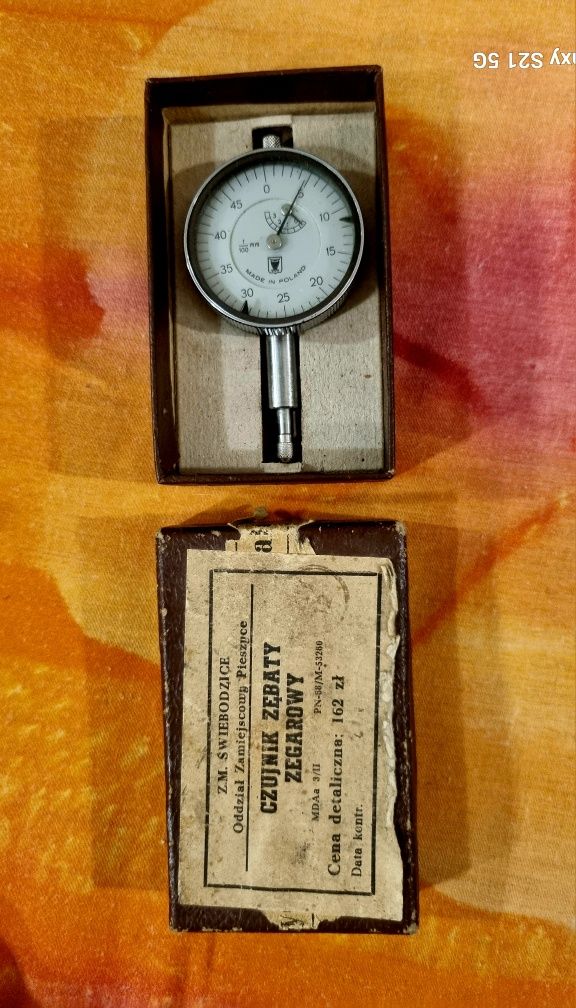 xy S21 5G
0
5
10
15
20
25
30
35
40
45
1/100 mm
MADE IN POLAND
Z.M. ŚWIEBODZICE
Oddział Zamiejscowy Pieszyce
CZUJNIK ZĘBATY
ZEGAROWY
MDAa 3/II PN-68/M-53260
Cena detaliczna: 162 zł
Data kontr.